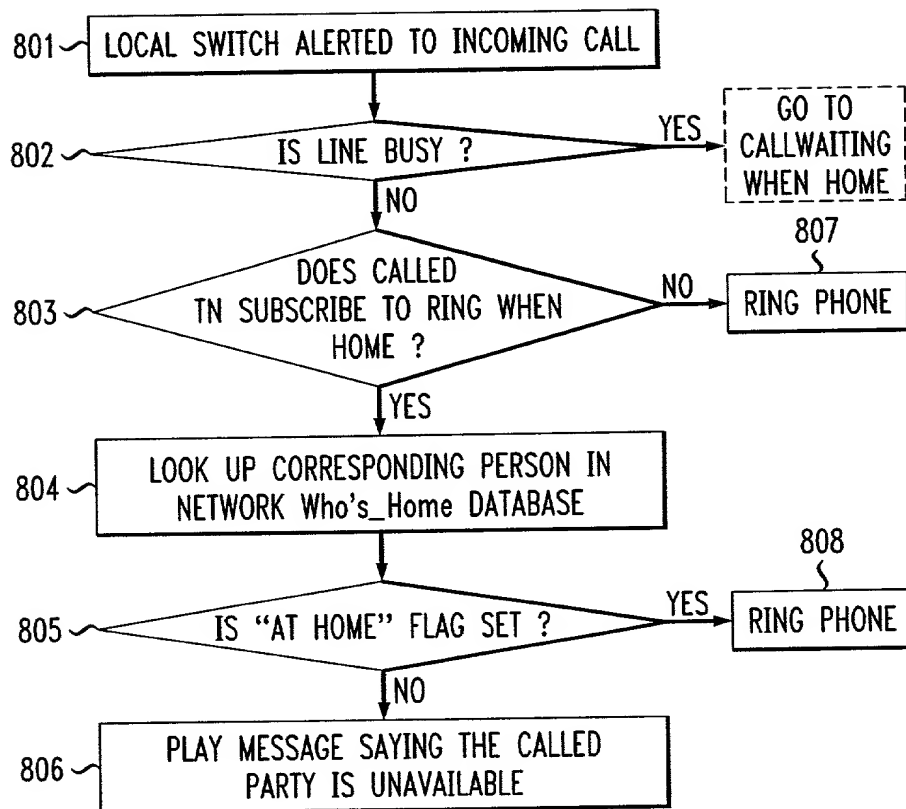 801 LOCAL SWITCH ALERTED TO INCOMING CALL
802 IS LINE BUSY ?
YES
GO TO
CALLWAITING
WHEN HOME
NO
807
803 DOES CALLED
TN SUBSCRIBE TO RING WHEN
HOME ?
NO
RING PHONE
YES
804 LOOK UP CORRESPONDING PERSON IN
NETWORK Who's_Home DATABASE
808
805 IS “AT HOME” FLAG SET ?
YES
RING PHONE
NO
806 PLAY MESSAGE SAYING THE CALLED
PARTY IS UNAVAILABLE